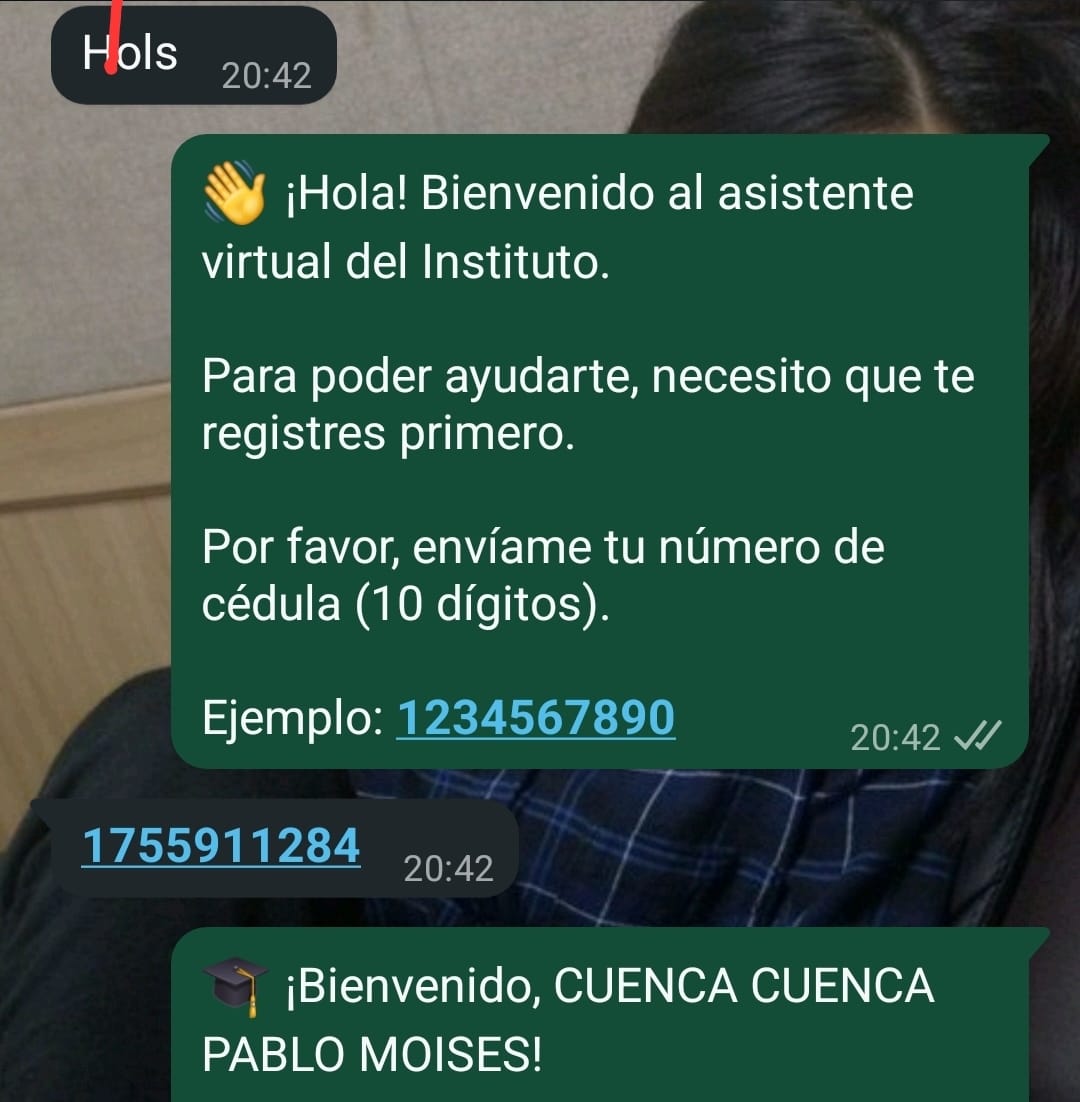 Hols
20:42
👋 ¡Hola! Bienvenido al asistente
virtual del Instituto.
Para poder ayudarte, necesito que te
registres primero.
Por favor, envíame tu número de
cédula (10 dígitos).
Ejemplo: 1234567890
20:42
1755911284
20:42
🎓 ¡Bienvenido, CUENCA CUENCA
PABLO MOISES!